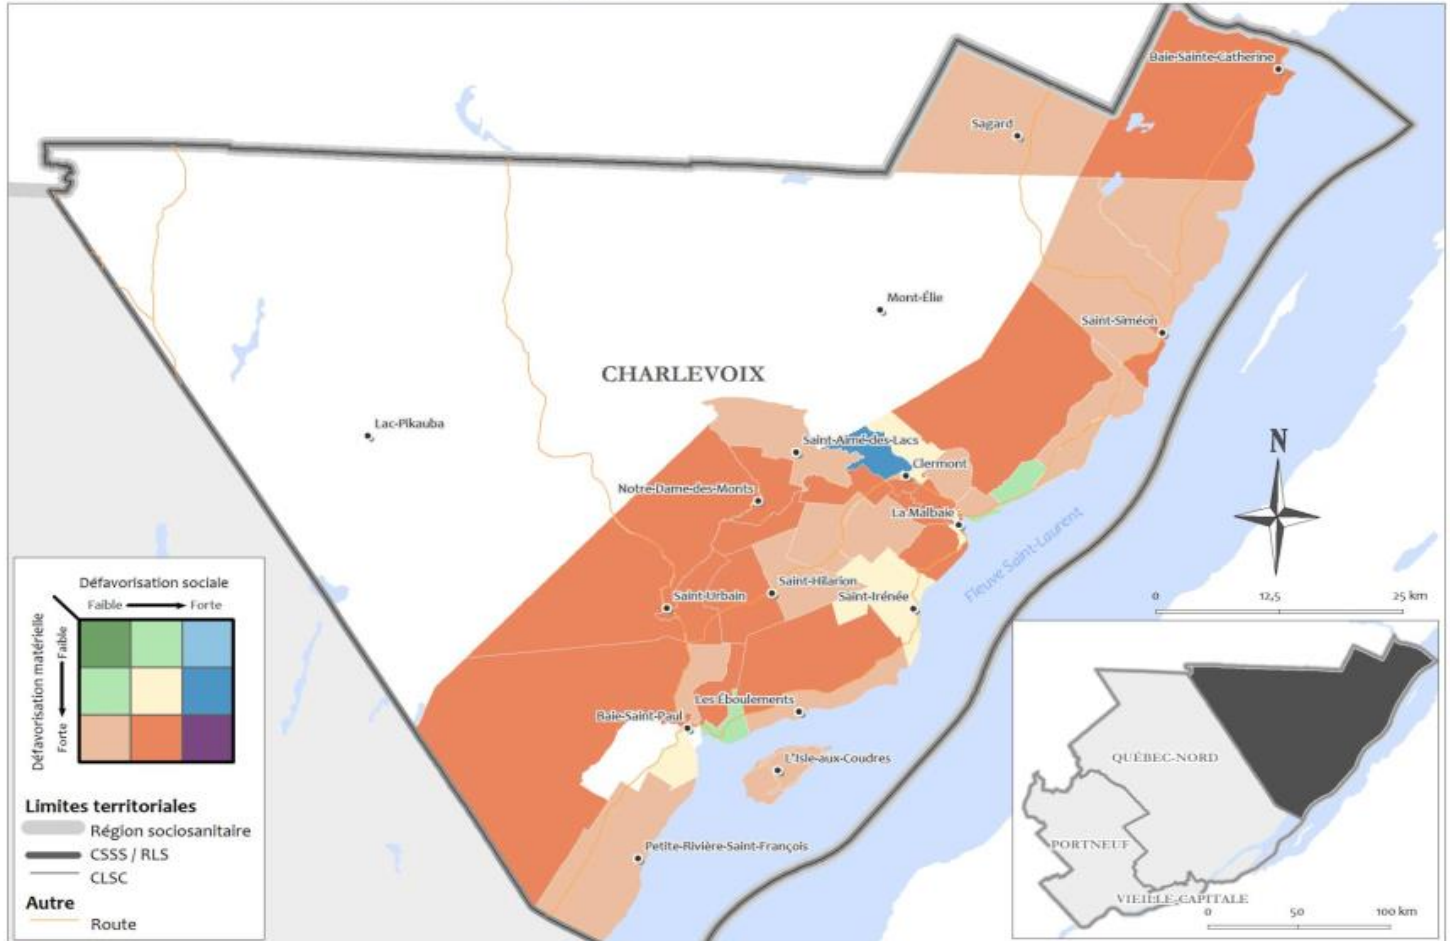 Baie-Sainte-Catherine
Sagard
Mont-Élie
Saint-Siméon
CHARLEVOIX
Lac-Pikauba
Saint-Aimé-des-Lacs
Clermont
Notre-Dame-des-Monts
La Malbaie
N
Fleuve Saint-Laurent
Saint-Hilarion
Saint-Urbain
Saint-Irénée
0 12,5 25 km
Les Éboulements
Baie-Saint-Paul
L'Isle-aux-Coudres
Petite-Rivière-Saint-François
Défavorisation sociale
Faible Forte
Défavorisation matérielle
Faible
Forte
Limites territoriales
Région sociosanitaire
CSSS / RLS
CLSC
Autre
Route
QUÉBEC-NORD
PORTNEUF
VIEILLE-CAPITALE
0 50 100 km